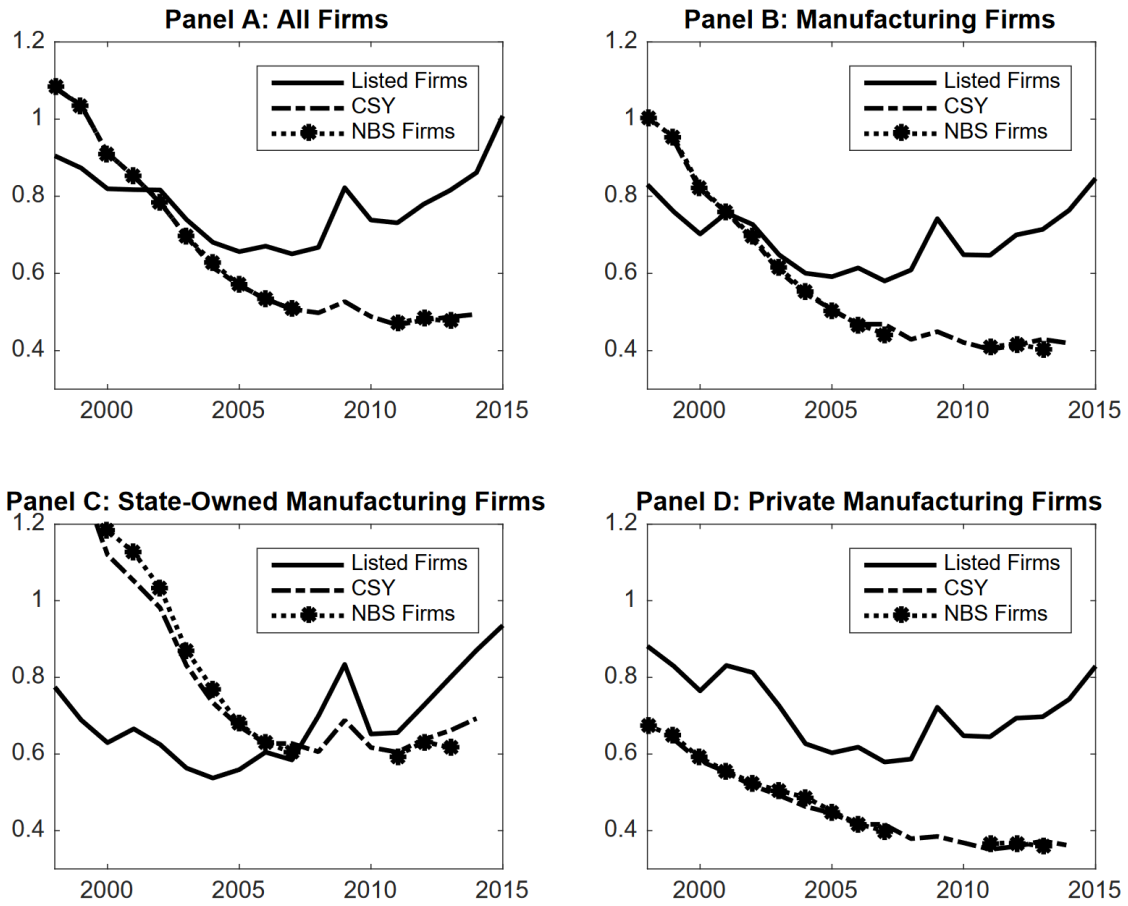 Panel A: All Firms
1.2
1
0.8
0.6
0.4
2000 2005 2010 2015
Listed Firms
CSY
NBS Firms
Panel B: Manufacturing Firms
1.2
1
0.8
0.6
0.4
2000 2005 2010 2015
Listed Firms
CSY
NBS Firms
Panel C: State-Owned Manufacturing Firms
1.2
1
0.8
0.6
0.4
2000 2005 2010 2015
Listed Firms
CSY
NBS Firms
Panel D: Private Manufacturing Firms
1.2
1
0.8
0.6
0.4
2000 2005 2010 2015
Listed Firms
CSY
NBS Firms